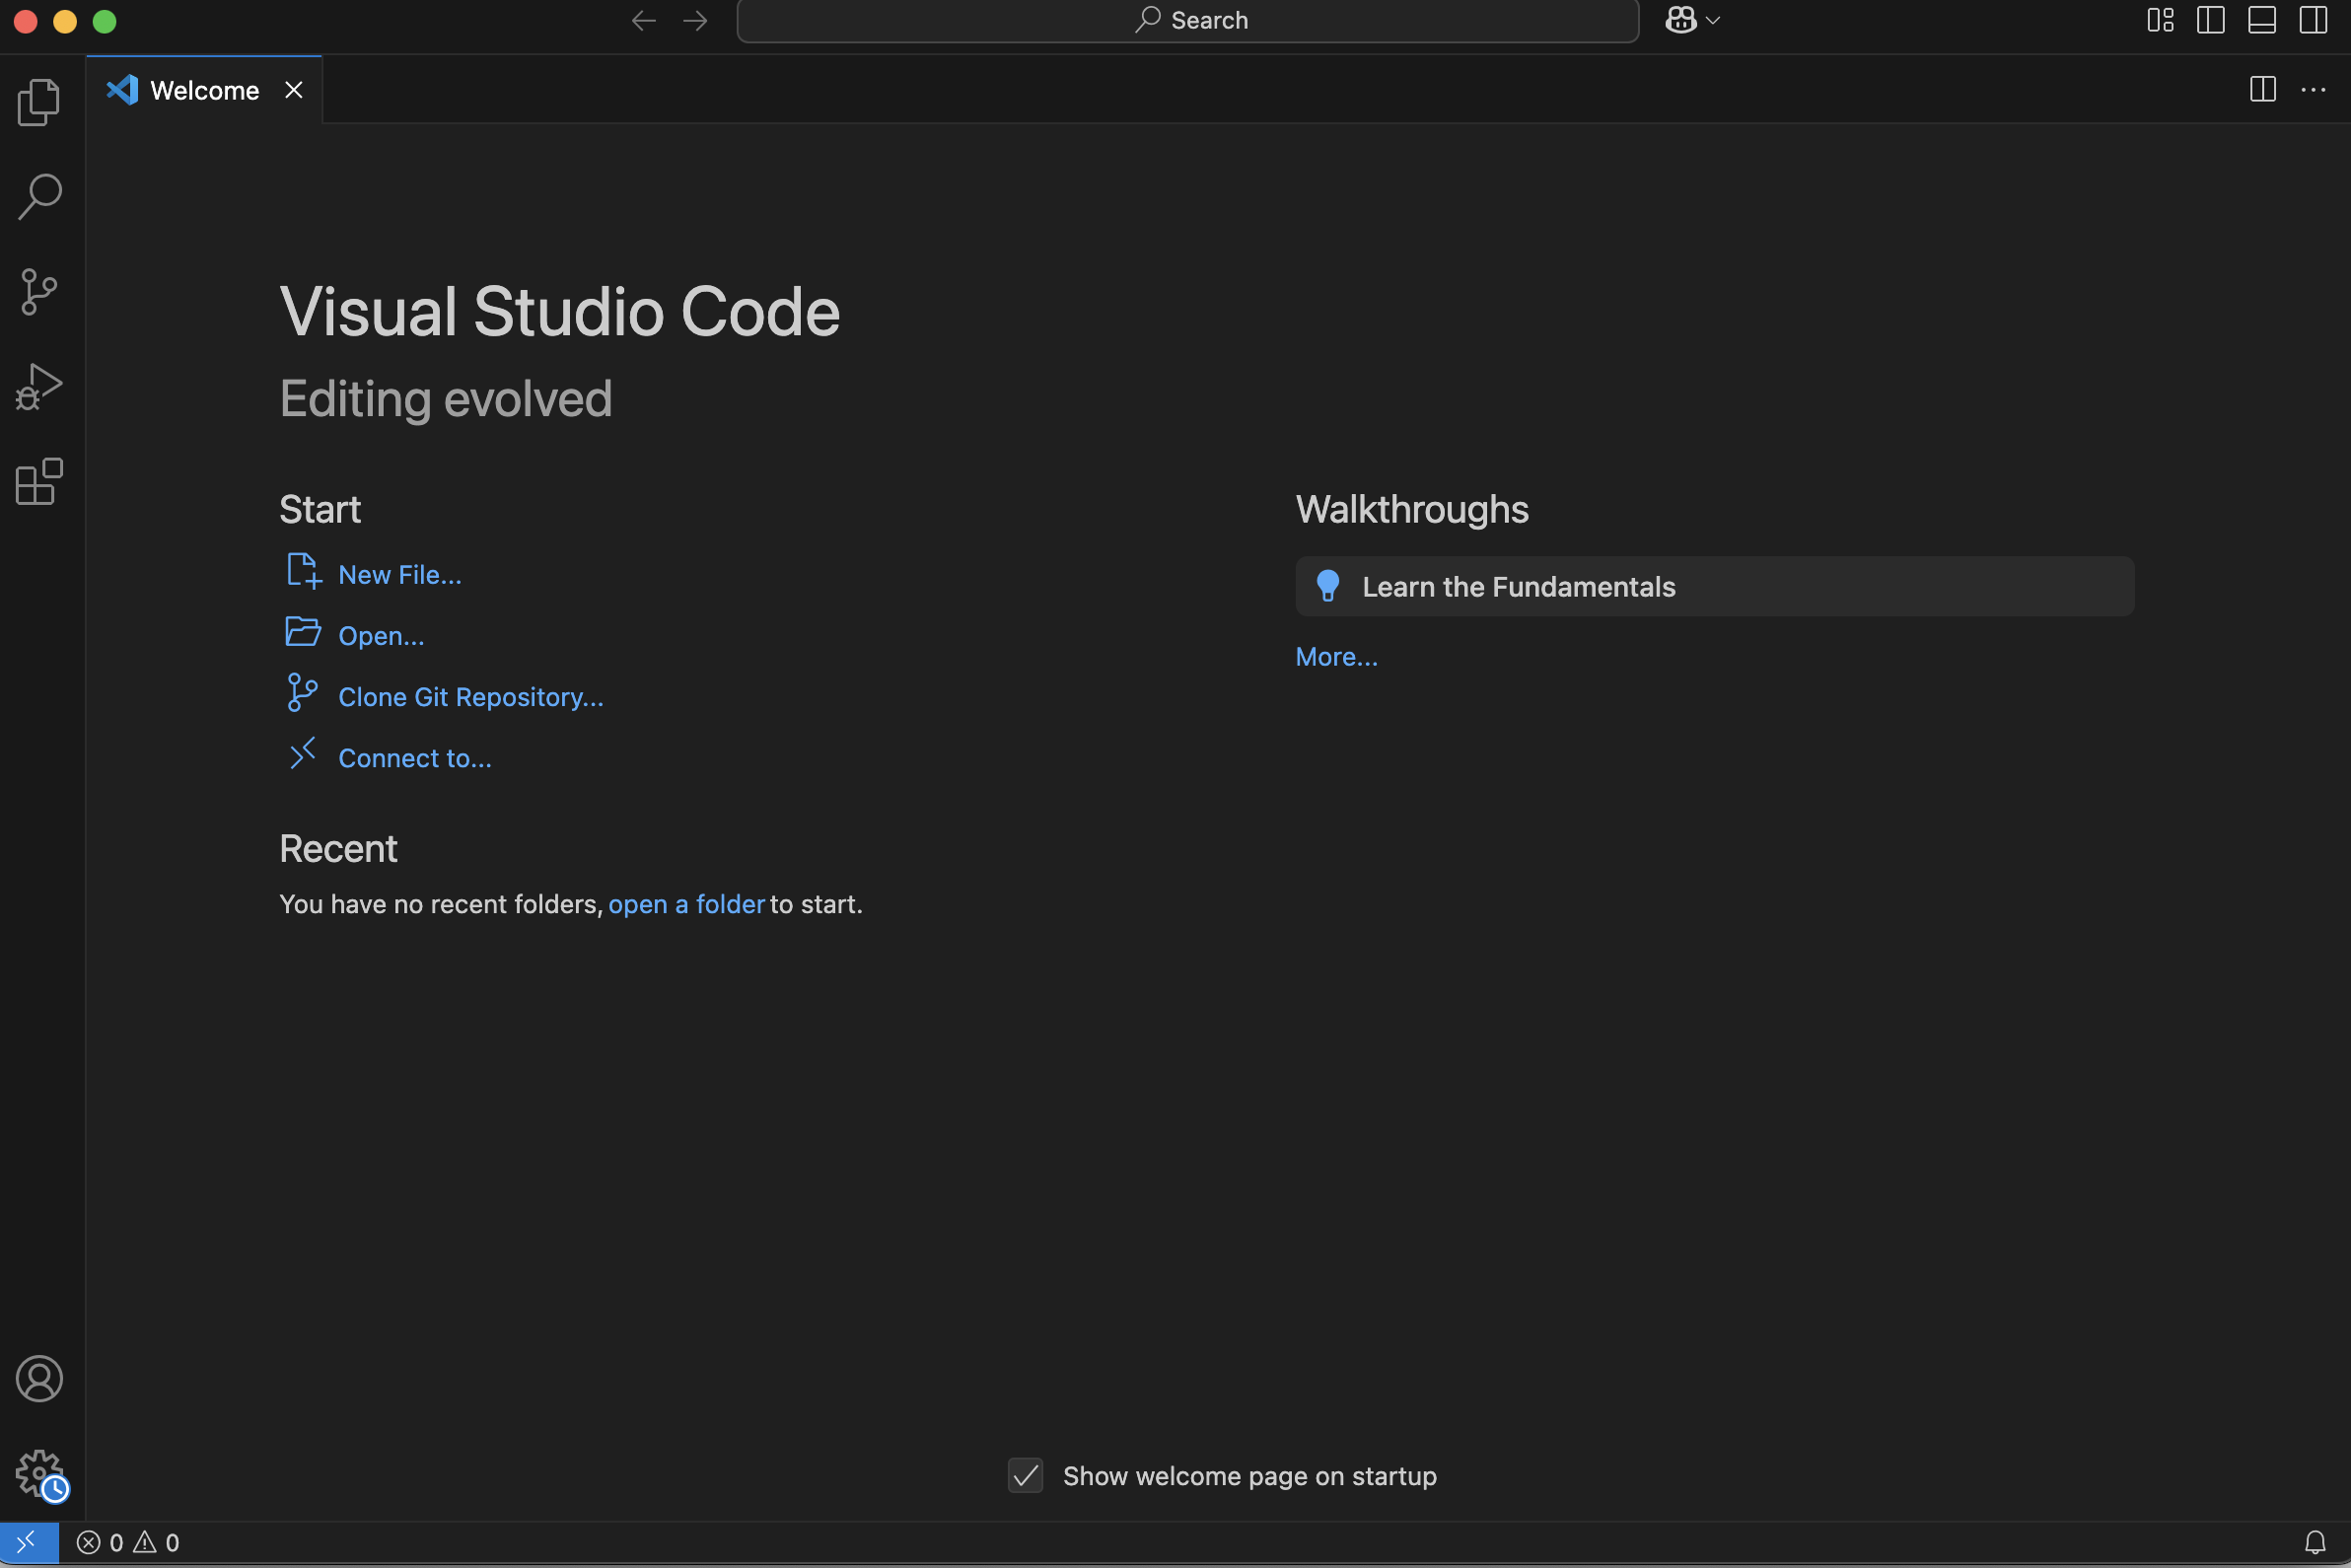 Search
Welcome
Visual Studio Code
Editing evolved
Start
New File...
Open...
Clone Git Repository...
Connect to...
Recent
You have no recent folders, open a folder to start.
Walkthroughs
Learn the Fundamentals
More...
Show welcome page on startup
0 0